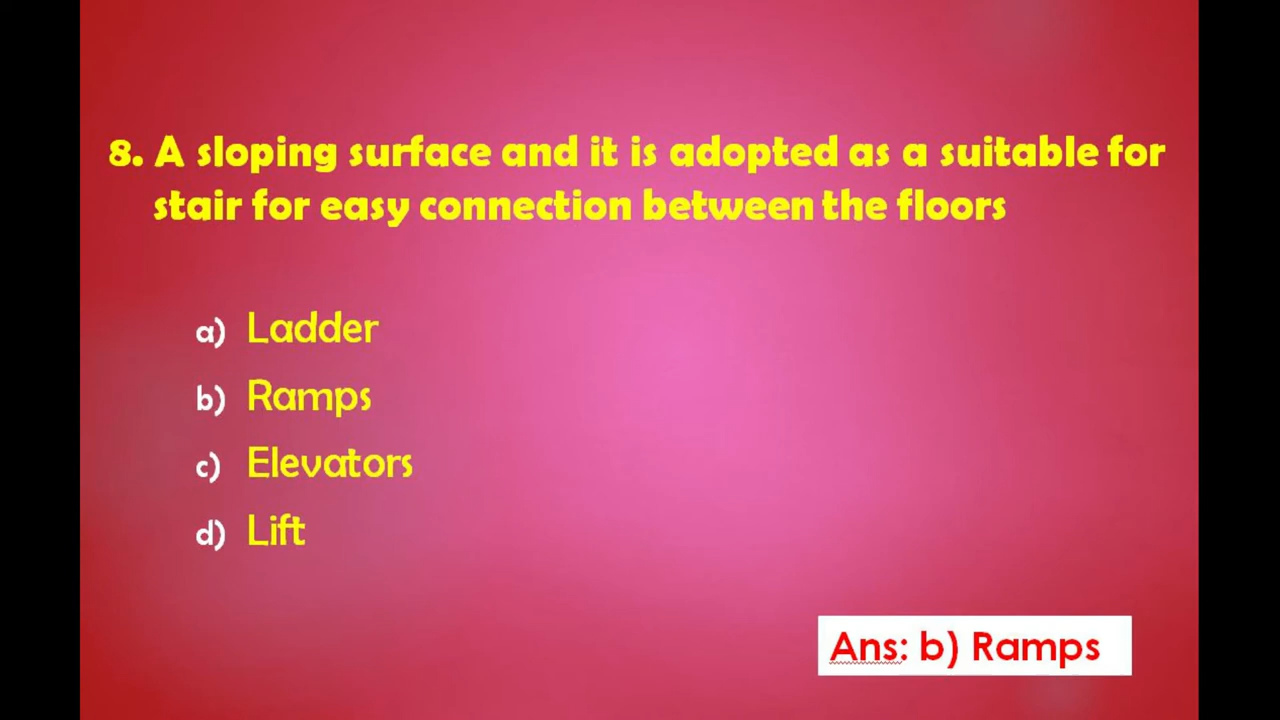 8. A sloping surface and it is adopted as a suitable for
stair for easy connection between the floors
a) Ladder
b) Ramps
c) Elevators
d) Lift
Ans: b) Ramps